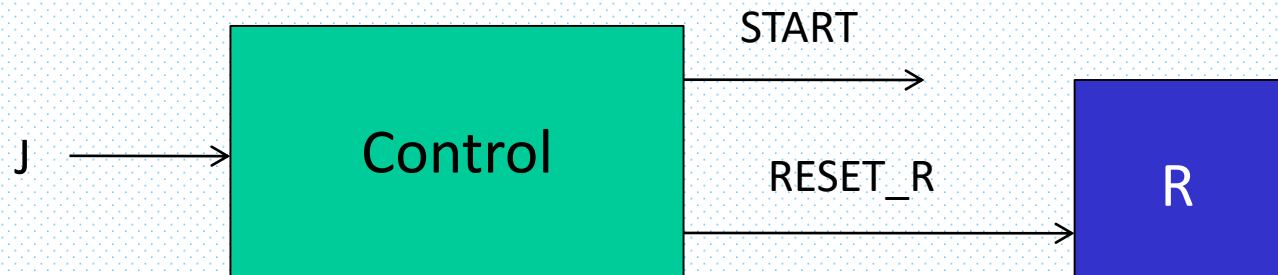 START
J
Control
RESET_R
R